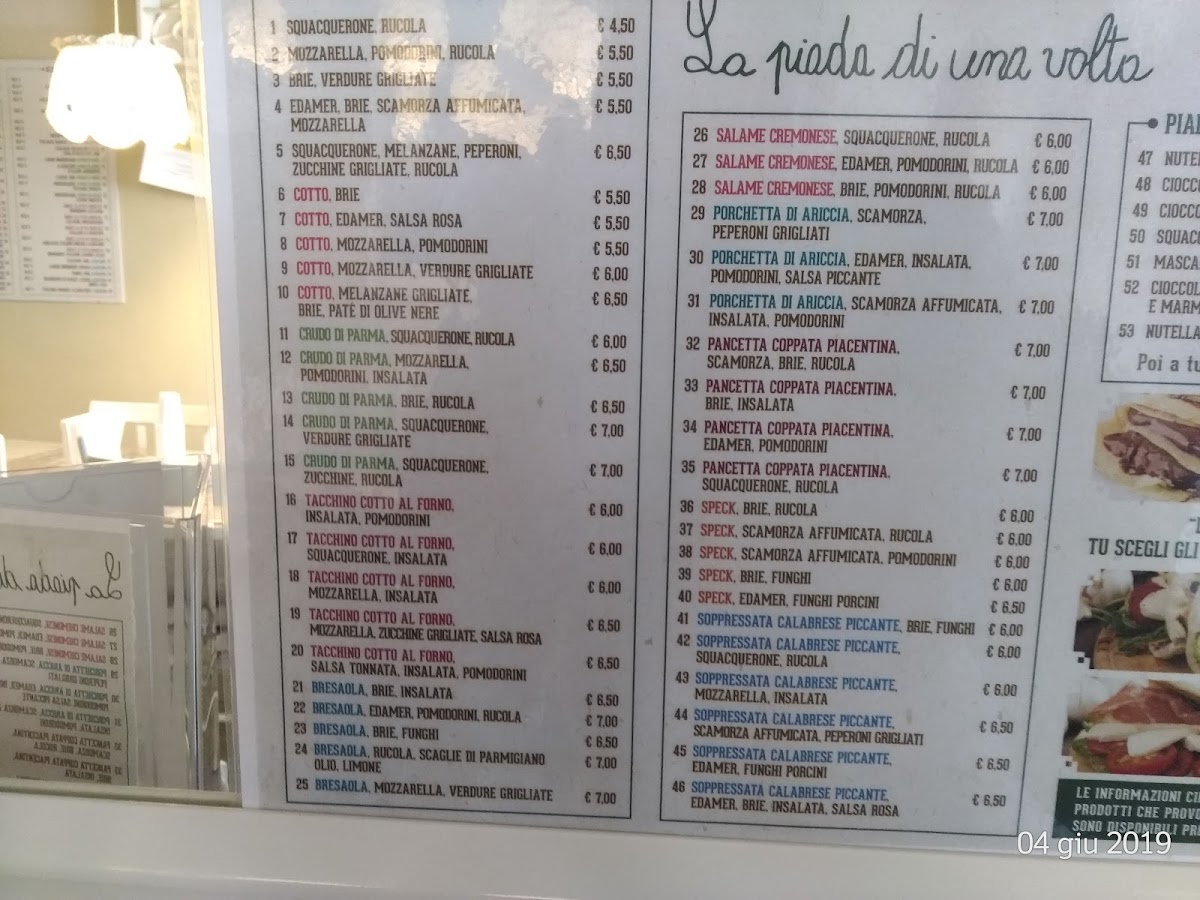 1 SQUACQUERONE, RUCOLA € 4,50
2 MOZZARELLA, POMODORINI, RUCOLA € 5,50
3 BRIE, VERDURE GRIGLIATE € 5,50
4 EDAMER, BRIE, SCAMORZA AFFUMICATA, € 5,50
MOZZARELLA
5 SQUACQUERONE, MELANZANE, PEPERONI, € 6,50
ZUCCHINE GRIGLIATE, RUCOLA
6 COTTO, BRIE € 5,50
7 COTTO, EDAMER, SALSA ROSA € 5,50
8 COTTO, MOZZARELLA, POMODORINI € 5,50
9 COTTO, MOZZARELLA, VERDURE GRIGLIATE € 6,00
10 COTTO, MELANZANE GRIGLIATE, € 6,50
BRIE, PATÉ DI OLIVE NERE
11 CRUDO DI PARMA, SQUACQUERONE, RUCOLA € 6,00
12 CRUDO DI PARMA, MOZZARELLA, € 6,50
POMODORINI, INSALATA
13 CRUDO DI PARMA, BRIE, RUCOLA € 6,50
14 CRUDO DI PARMA, SQUACQUERONE, € 7,00
VERDURE GRIGLIATE
15 CRUDO DI PARMA, SQUACQUERONE, € 7,00
ZUCCHINE, RUCOLA
16 TACCHINO COTTO AL FORNO, € 6,00
INSALATA, POMODORINI
17 TACCHINO COTTO AL FORNO, € 6,00
SQUACQUERONE, INSALATA
18 TACCHINO COTTO AL FORNO, € 6,00
MOZZARELLA, INSALATA
19 TACCHINO COTTO AL FORNO, € 6,50
MOZZARELLA, ZUCCHINE GRIGLIATE, SALSA ROSA
20 TACCHINO COTTO AL FORNO, € 6,50
SALSA TONNATA, INSALATA, POMODORINI
21 BRESAOLA, BRIE, INSALATA € 6,50
22 BRESAOLA, EDAMER, POMODORINI, RUCOLA € 7,00
23 BRESAOLA, BRIE, FUNGHI € 6,50
24 BRESAOLA, RUCOLA, SCAGLIE DI PARMIGIANO € 7,00
OLIO, LIMONE
25 BRESAOLA, MOZZARELLA, VERDURE GRIGLIATE € 7,00
La piada di una volta
26 SALAME CREMONESE, SQUACQUERONE, RUCOLA € 6,00
27 SALAME CREMONESE, EDAMER, POMODORINI, RUCOLA € 6,00
28 SALAME CREMONESE, BRIE, POMODORINI, RUCOLA € 6,00
29 PORCHETTA DI ARICCIA, SCAMORZA, € 7,00
PEPERONI GRIGLIATI
30 PORCHETTA DI ARICCIA, EDAMER, INSALATA, € 7,00
POMODORINI, SALSA PICCANTE
31 PORCHETTA DI ARICCIA, SCAMORZA AFFUMICATA, € 7,00
INSALATA, POMODORINI
32 PANCETTA COPPATA PIACENTINA, € 7,00
SCAMORZA, BRIE, RUCOLA
33 PANCETTA COPPATA PIACENTINA, € 7,00
BRIE, INSALATA
34 PANCETTA COPPATA PIACENTINA, € 7,00
EDAMER, POMODORINI
35 PANCETTA COPPATA PIACENTINA, € 7,00
SQUACQUERONE, RUCOLA
36 SPECK, BRIE, RUCOLA € 6,00
37 SPECK, SCAMORZA AFFUMICATA, RUCOLA € 6,00
38 SPECK, SCAMORZA AFFUMICATA, POMODORINI € 6,00
39 SPECK, BRIE, FUNGHI € 6,00
40 SPECK, EDAMER, FUNGHI PORCINI € 6,50
41 SOPPRESSATA CALABRESE PICCANTE, BRIE, FUNGHI € 6,00
42 SOPPRESSATA CALABRESE PICCANTE, € 6,00
SQUACQUERONE, RUCOLA
43 SOPPRESSATA CALABRESE PICCANTE, € 6,00
MOZZARELLA, INSALATA
44 SOPPRESSATA CALABRESE PICCANTE, € 6,50
SCAMORZA AFFUMICATA, PEPERONI GRIGLIATI
45 SOPPRESSATA CALABRESE PICCANTE, € 6,50
EDAMER, FUNGHI PORCINI
46 SOPPRESSATA CALABRESE PICCANTE, € 6,50
EDAMER, BRIE, INSALATA, SALSA ROSA
PIA
47 NUTE
48 CIOCC
49 CIOCC
50 SQUAC
51 MASCA
52 CIOCCOL
E MARM
53 NUTELLA
Poi a tu
TU SCEGLI GLI
LE INFORMAZIONI CI
PRODOTTI CHE PROVO
SONO DISPONIBILI PR
04 giu 2019